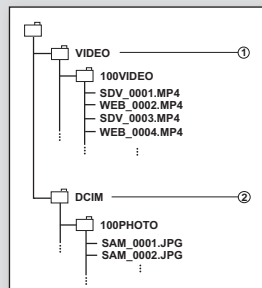 VIDEO ①
100VIDEO
SDV_0001.MP4
WEB_0002.MP4
SDV_0003.MP4
WEB_0004.MP4
DCIM ②
100PHOTO
SAM_0001.JPG
SAM_0002.JPG